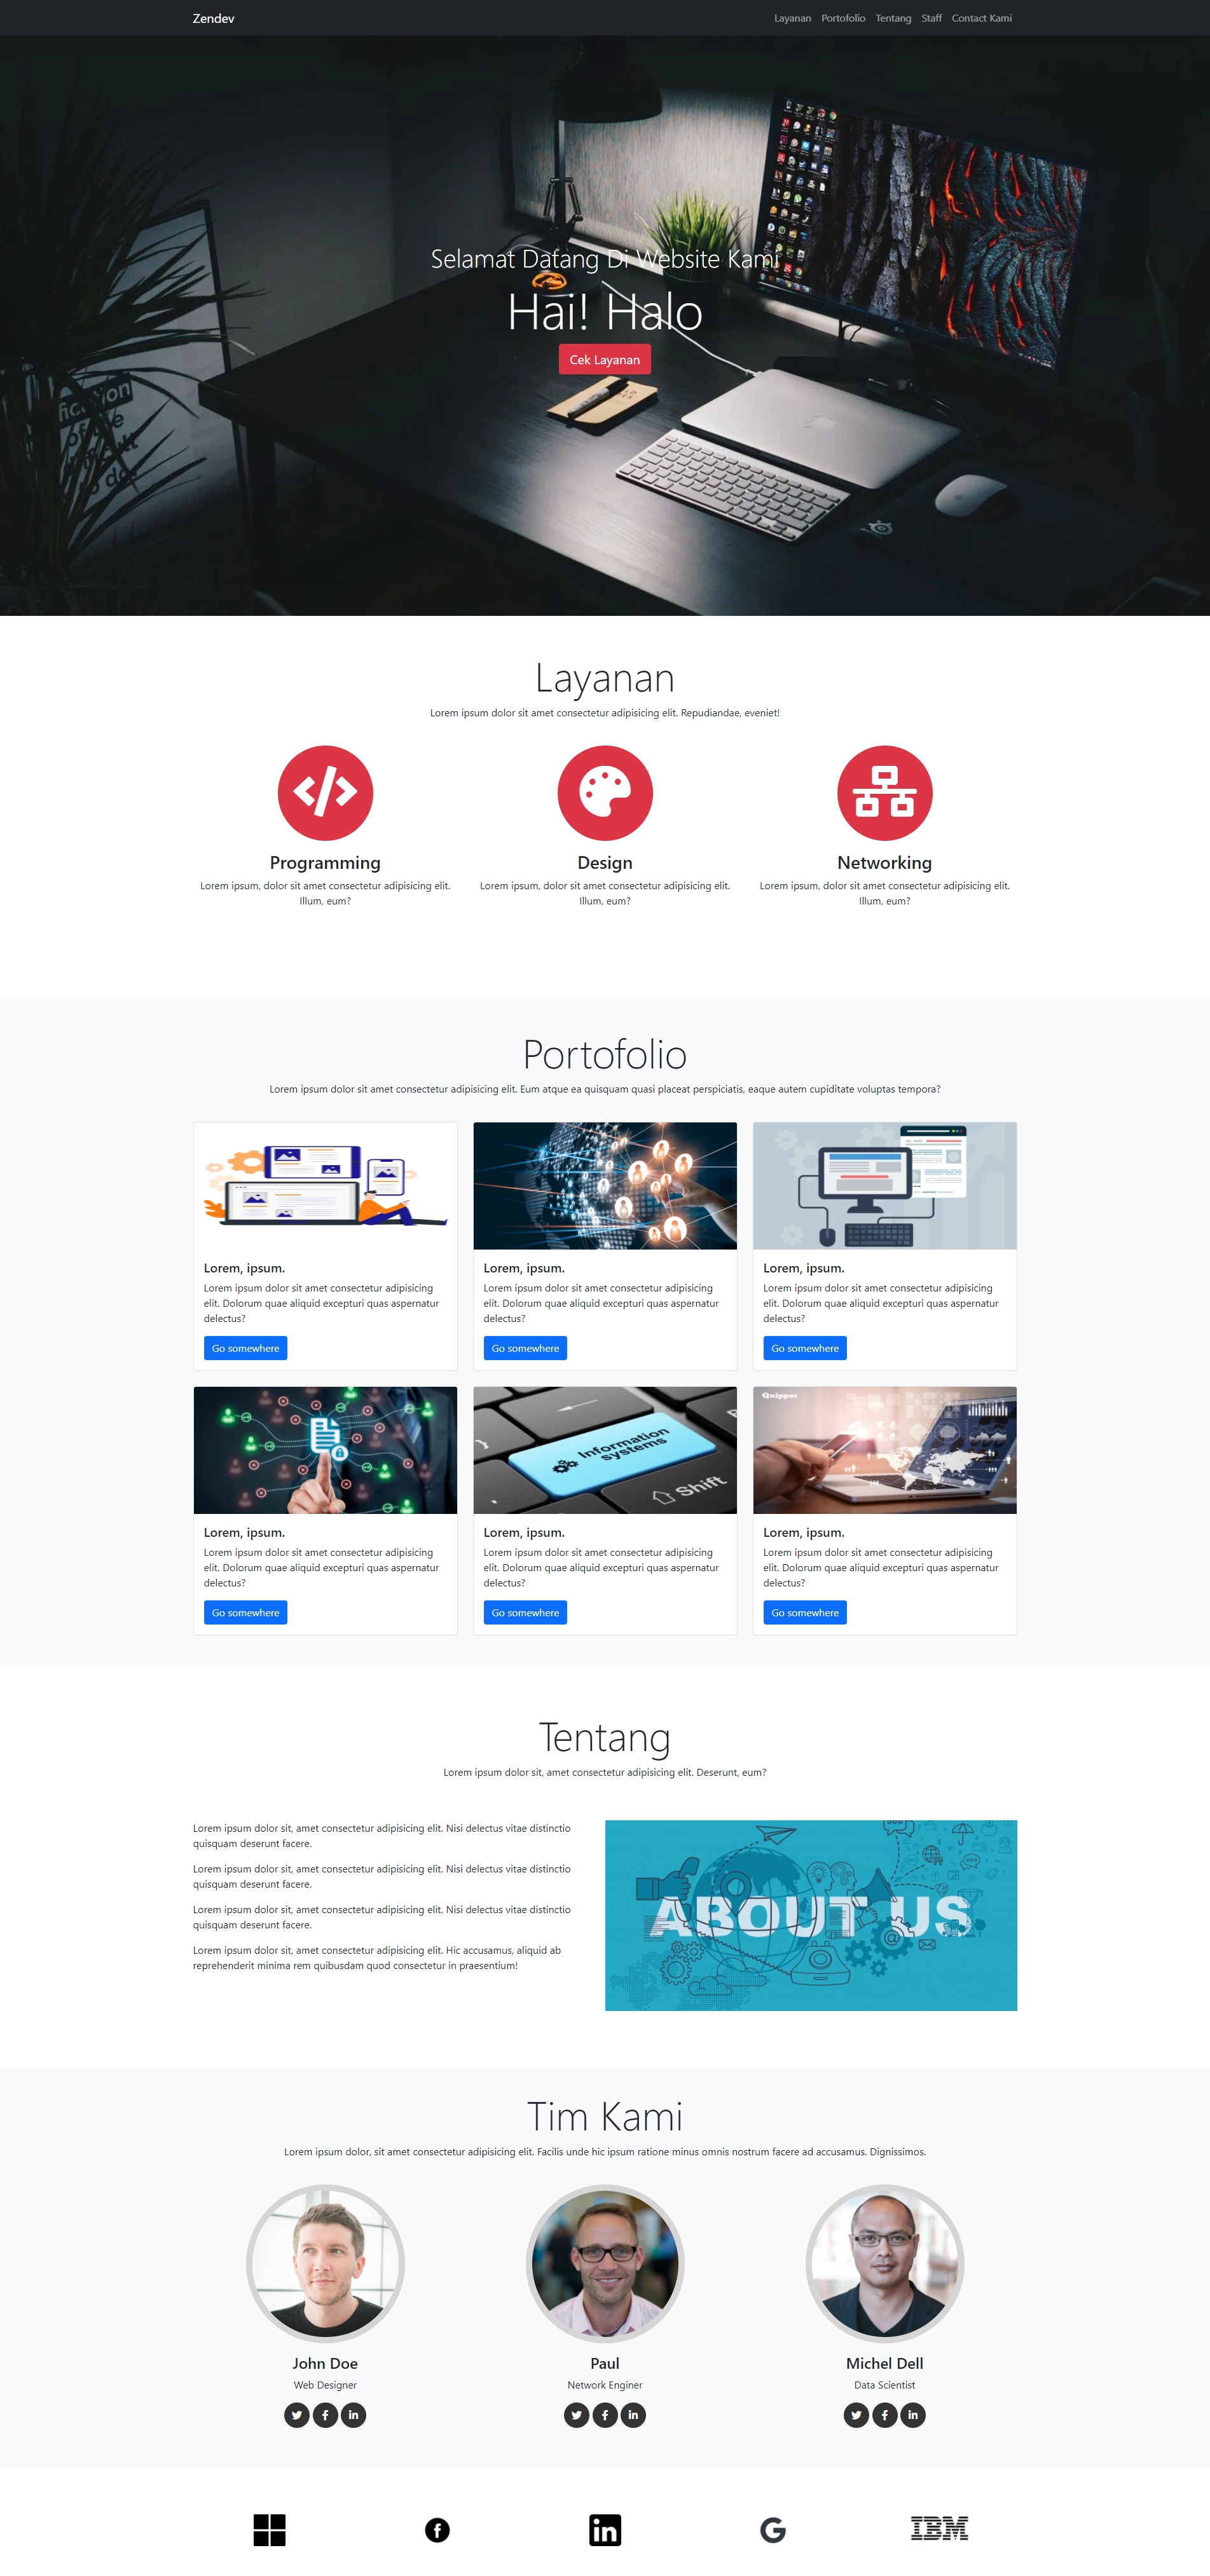 Zendev
Layanan Portofolio Tentang Staff Contact Kami
Selamat Datang Di Website Kami
Hai! Halo
Cek Layanan
Layanan
Lorem ipsum dolor sit amet consectetur adipisicing elit. Repudiandae, eveniet!
Programming
Lorem ipsum, dolor sit amet consectetur adipisicing elit.
Illum, eum?
Design
Lorem ipsum, dolor sit amet consectetur adipisicing elit.
Illum, eum?
Networking
Lorem ipsum, dolor sit amet consectetur adipisicing elit.
Illum, eum?
Portofolio
Lorem ipsum dolor sit amet consectetur adipisicing elit. Eum atque ea quisquam quasi placeat perspiciatis, eaque autem cupiditate voluptas tempora?
Lorem, ipsum.
Lorem ipsum dolor sit amet consectetur adipisicing
elit. Dolorum quae aliquid excepturi quas aspernatur
delectus?
Go somewhere
Lorem, ipsum.
Lorem ipsum dolor sit amet consectetur adipisicing
elit. Dolorum quae aliquid excepturi quas aspernatur
delectus?
Go somewhere
Lorem, ipsum.
Lorem ipsum dolor sit amet consectetur adipisicing
elit. Dolorum quae aliquid excepturi quas aspernatur
delectus?
Go somewhere
Lorem, ipsum.
Lorem ipsum dolor sit amet consectetur adipisicing
elit. Dolorum quae aliquid excepturi quas aspernatur
delectus?
Go somewhere
Information
systems
Shift
Lorem, ipsum.
Lorem ipsum dolor sit amet consectetur adipisicing
elit. Dolorum quae aliquid excepturi quas aspernatur
delectus?
Go somewhere
Quipper
Lorem, ipsum.
Lorem ipsum dolor sit amet consectetur adipisicing
elit. Dolorum quae aliquid excepturi quas aspernatur
delectus?
Go somewhere
Tentang
Lorem ipsum dolor sit, amet consectetur adipisicing elit. Deserunt, eum?
Lorem ipsum dolor sit, amet consectetur adipisicing elit. Nisi delectus vitae distinctio
quisquam deserunt facere.
Lorem ipsum dolor sit, amet consectetur adipisicing elit. Nisi delectus vitae distinctio
quisquam deserunt facere.
Lorem ipsum dolor sit, amet consectetur adipisicing elit. Nisi delectus vitae distinctio
quisquam deserunt facere.
Lorem ipsum dolor sit, amet consectetur adipisicing elit. Hic accusamus, aliquid ab
reprehenderit minima rem quibusdam quod consectetur in praesentium!
ABOUT US
Tim Kami
Lorem ipsum dolor, sit amet consectetur adipisicing elit. Facilis unde hic ipsum ratione minus omnis nostrum facere ad accusamus. Dignissimos.
John Doe
Web Designer
Paul
Network Enginer
Michel Dell
Data Scientist
in
G
IBM